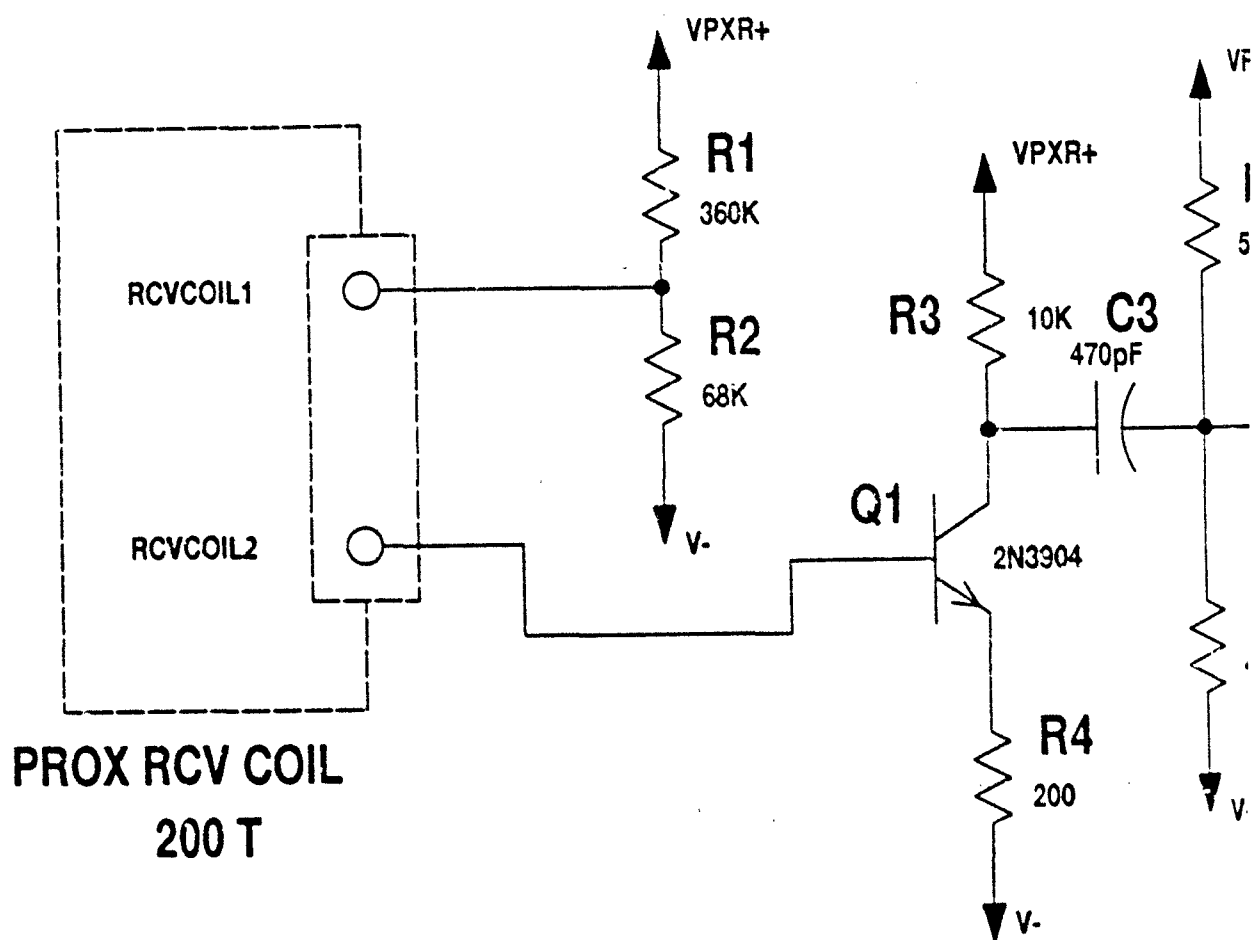 VPXR+
R1
360K
RCVCOIL1
R2
68K
V-
RCVCOIL2
PROX RCV COIL
200 T
VPXR+
R3
10K
C3
470pF
Q1
2N3904
R4
200
V-
5